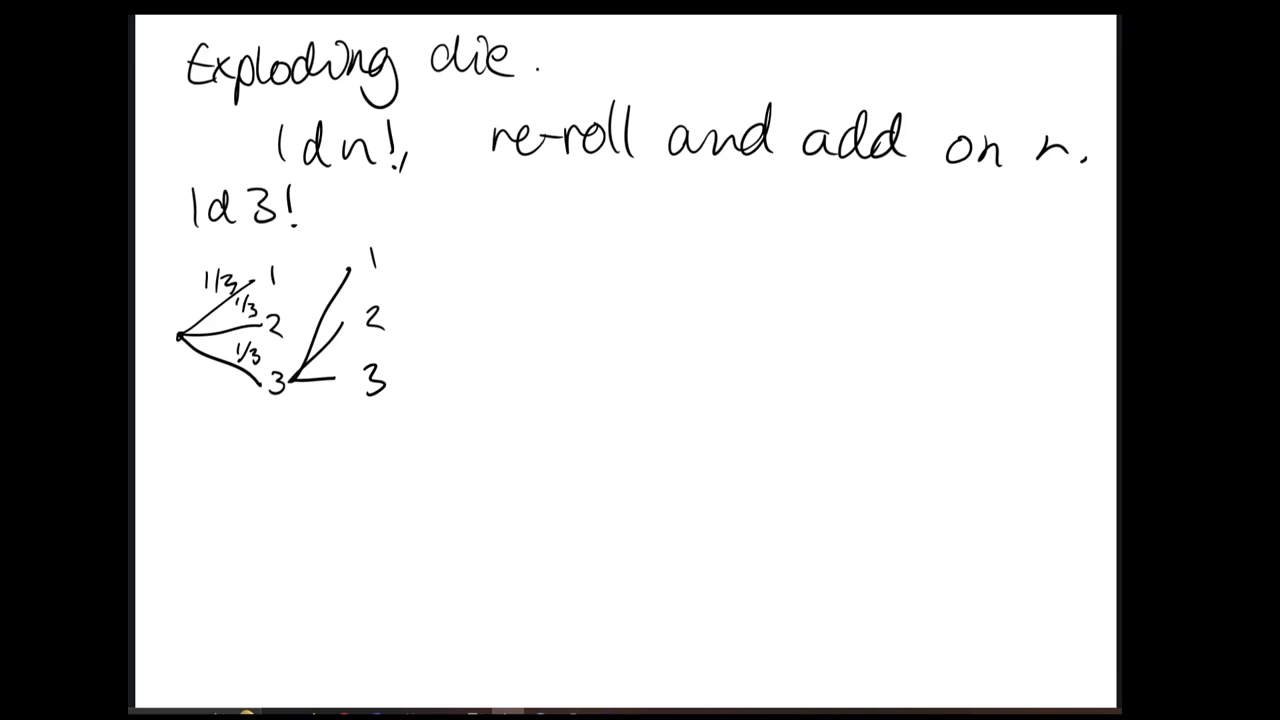 Exploding die.
1dn!, re-roll and add on n.
1d3!
1
1/3 1
1/3
2 2
1/3
3 3